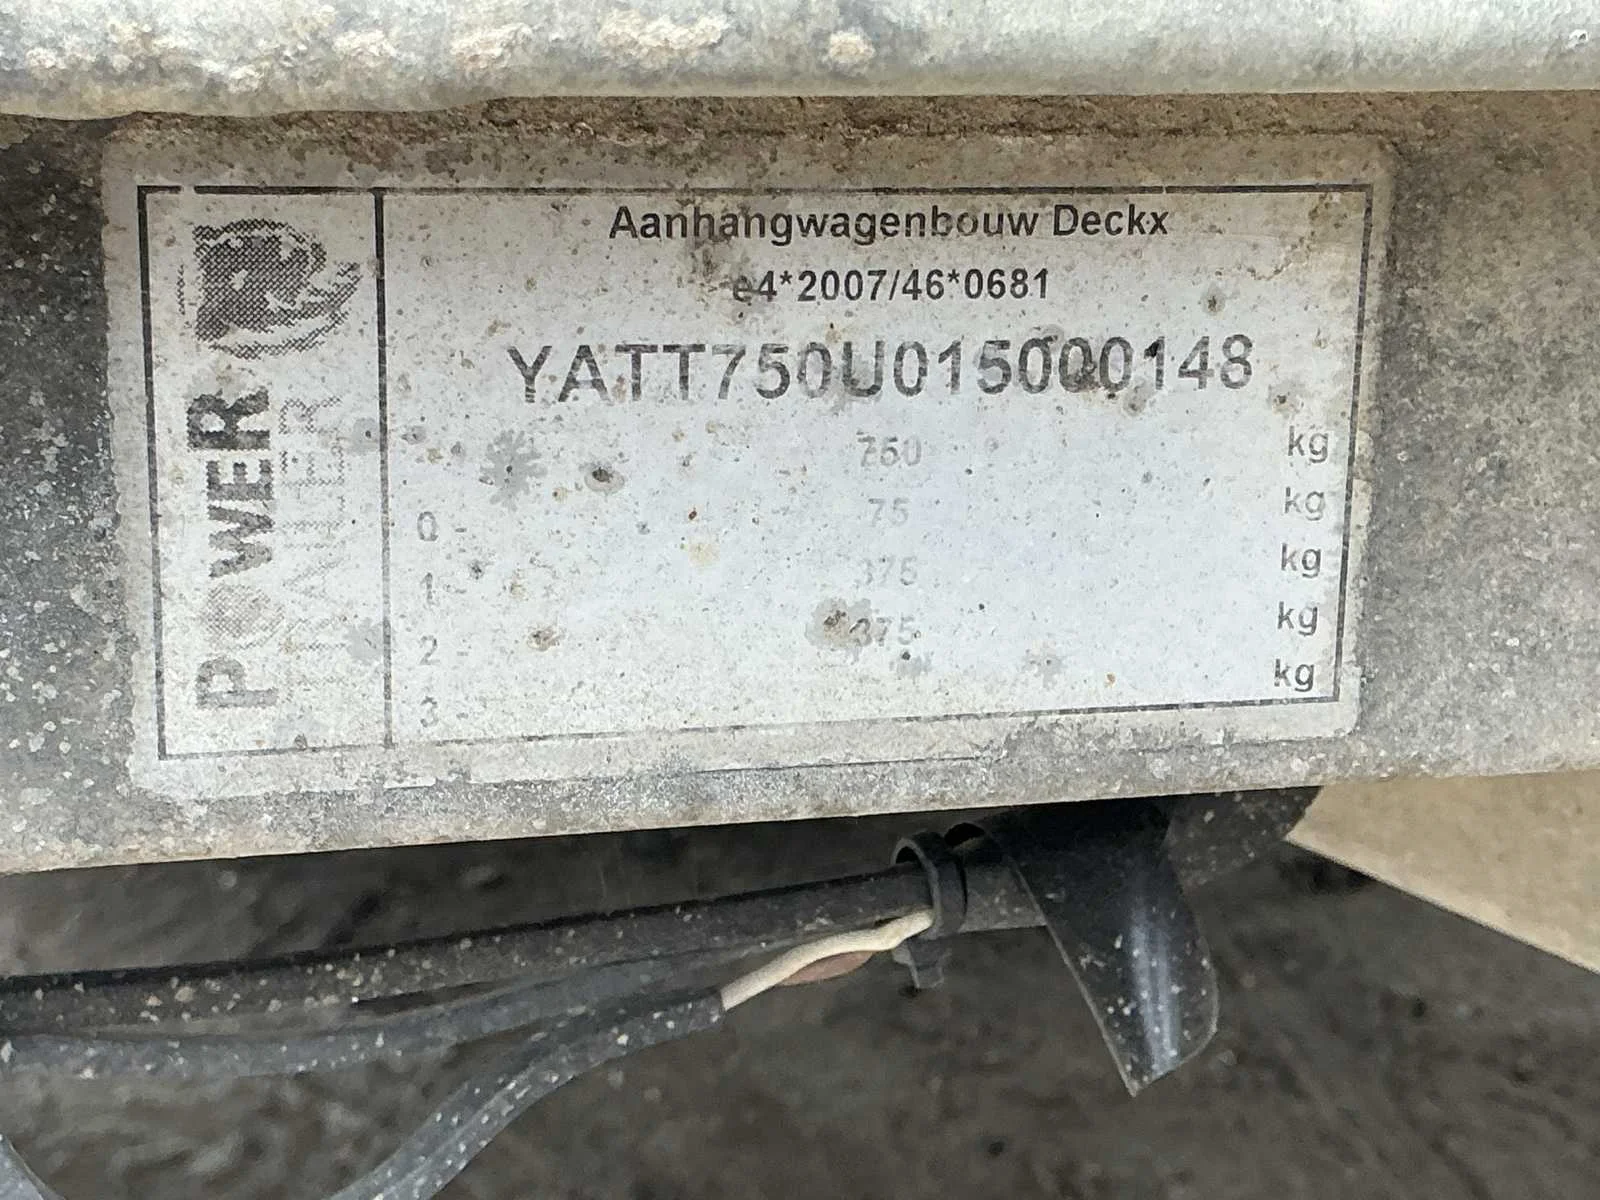 POWER
TRAILER
Aanhangwagenbouw Deckx
e4*2007/46*0681
YATT750U015000148
750 kg
0 - 75 kg
1 - 375 kg
2 - 375 kg
3 - kg